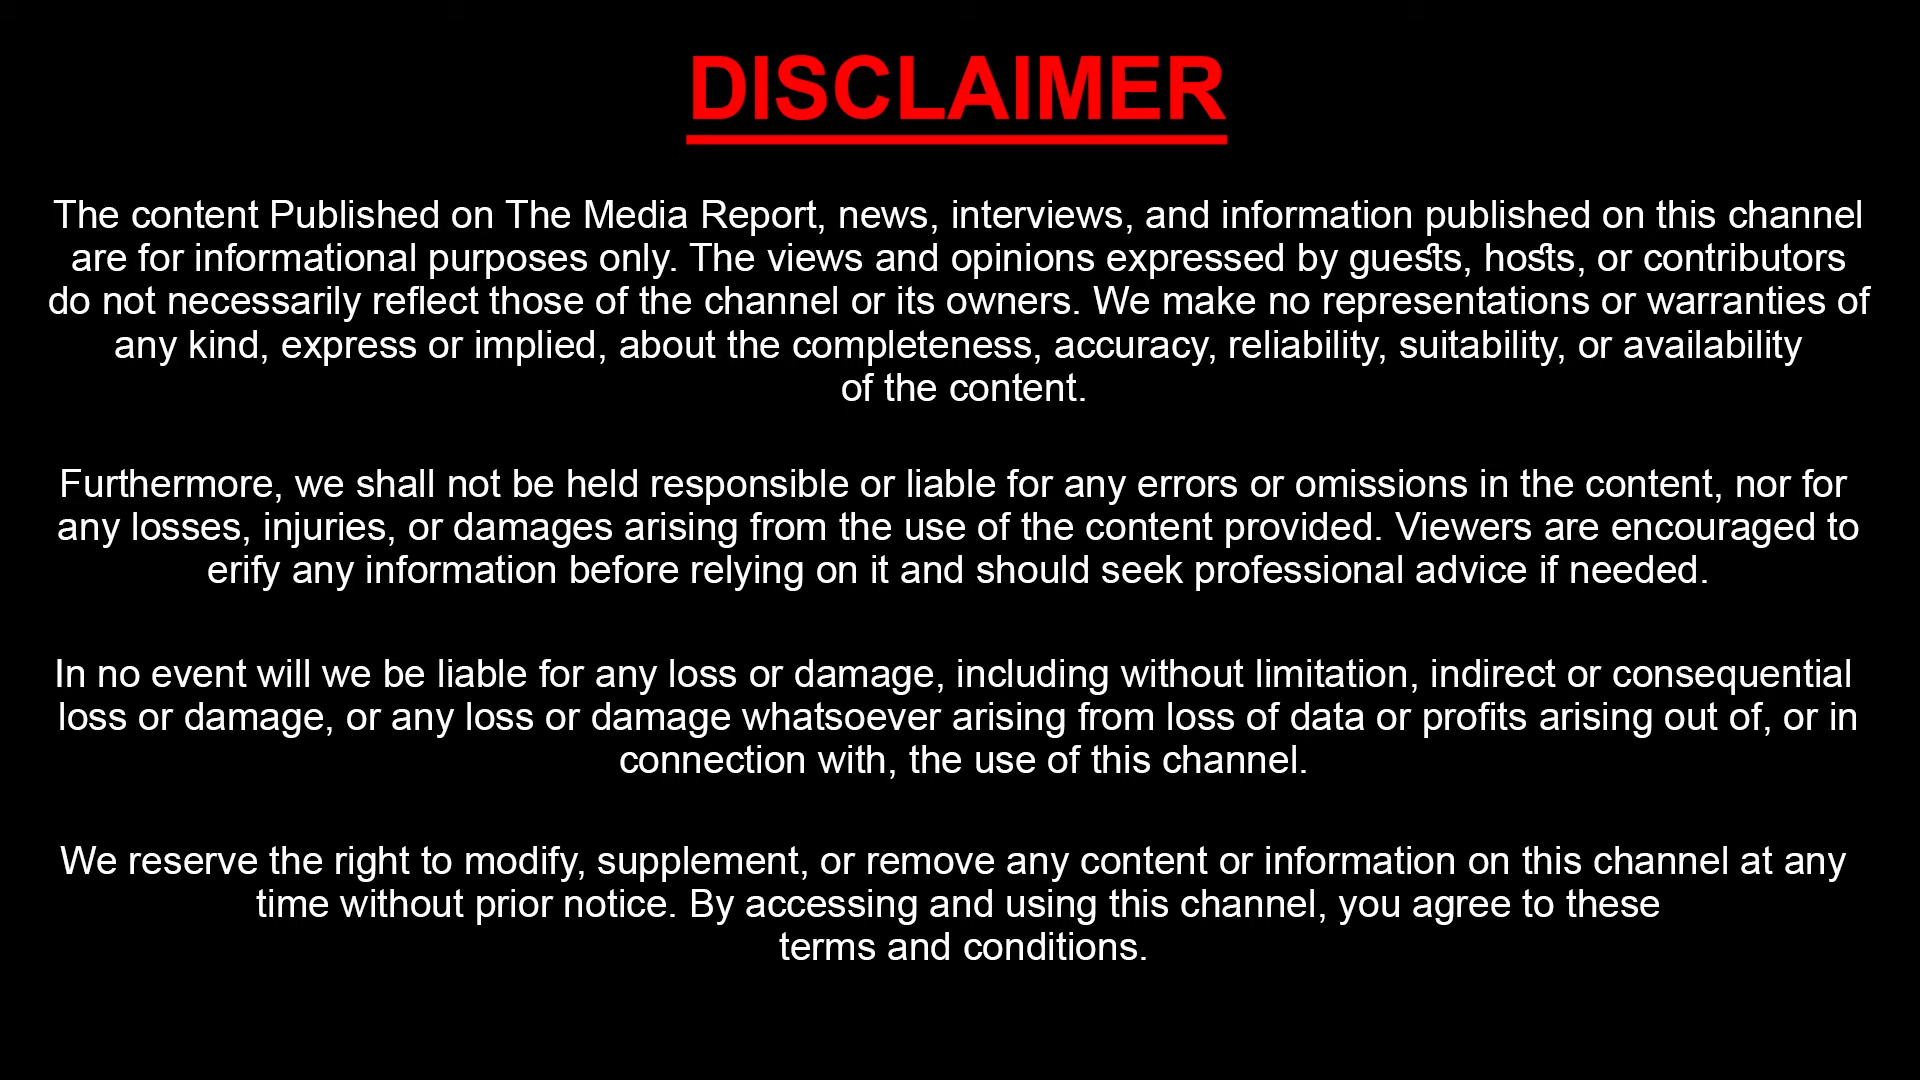 DISCLAIMER
The content Published on The Media Report, news, interviews, and information published on this channel
are for informational purposes only. The views and opinions expressed by guests, hosts, or contributors
do not necessarily reflect those of the channel or its owners. We make no representations or warranties of
any kind, express or implied, about the completeness, accuracy, reliability, suitability, or availability
of the content.
Furthermore, we shall not be held responsible or liable for any errors or omissions in the content, nor for
any losses, injuries, or damages arising from the use of the content provided. Viewers are encouraged to
erify any information before relying on it and should seek professional advice if needed.
In no event will we be liable for any loss or damage, including without limitation, indirect or consequential
loss or damage, or any loss or damage whatsoever arising from loss of data or profits arising out of, or in
connection with, the use of this channel.
We reserve the right to modify, supplement, or remove any content or information on this channel at any
time without prior notice. By accessing and using this channel, you agree to these
terms and conditions.